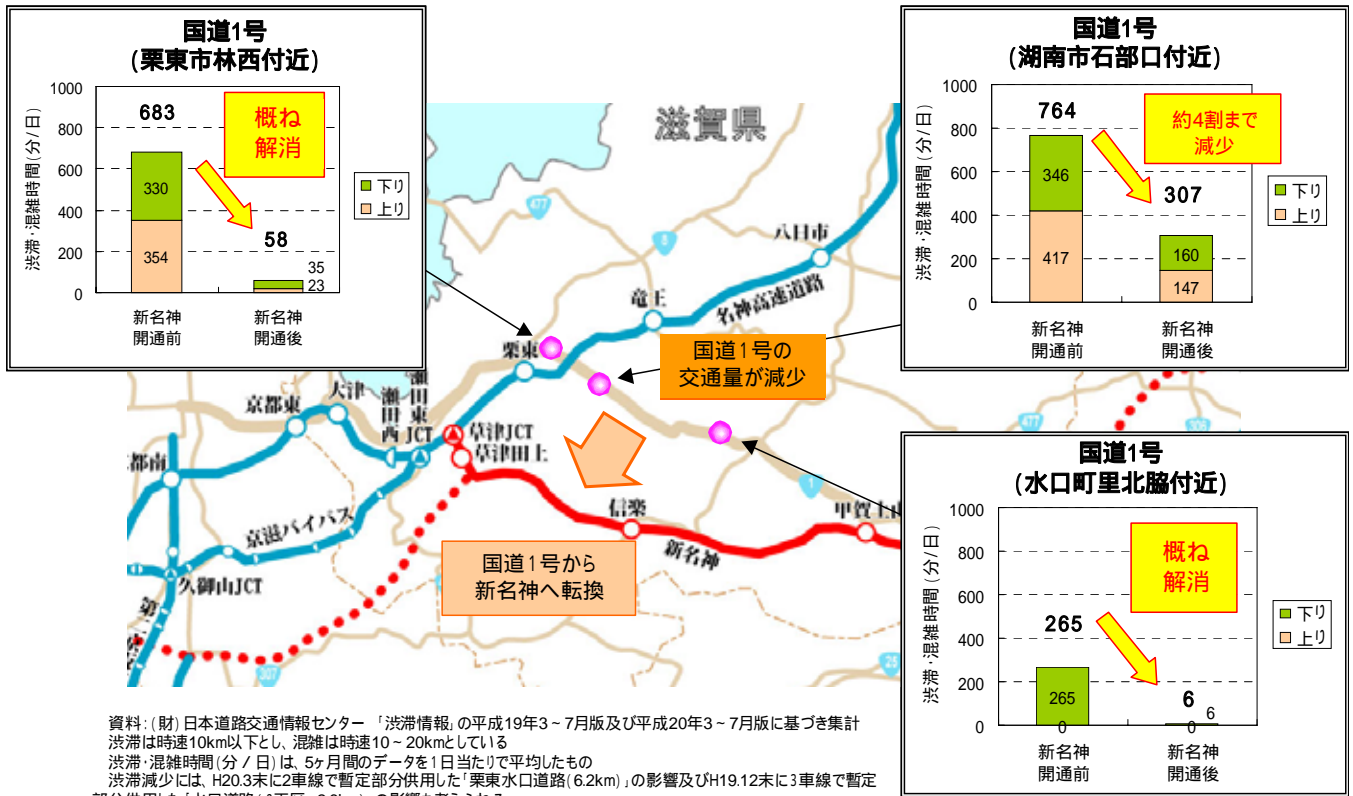 国道1号
(栗東市林西付近)
渋滞・混雑時間(分/日)
1000
800
600
400
200
0
683
330
354
58
35
23
概ね
解消
下り
上り
新名神
開通前
新名神
開通後
国道1号
(湖南市石部口付近)
渋滞・混雑時間(分/日)
1000
800
600
400
200
0
764
346
417
307
160
147
約4割まで
減少
下り
上り
新名神
開通前
新名神
開通後
滋賀県
477
8
八日市
竜王
名神高速道路
栗東
国道1号の
交通量が減少
大津
京都東
瀬田西
瀬田東JCT
草津JCT
草津田上
都南
京滋バイパス
信楽
新名神
甲賀土山
1
477
305
久御山JCT
第二
307
25
国道1号から
新名神へ転換
国道1号
(水口町里北脇付近)
渋滞・混雑時間(分/日)
1000
800
600
400
200
0
265
265
0
6
6
0
概ね
解消
下り
上り
新名神
開通前
新名神
開通後
資料:(財)日本道路交通情報センター 「渋滞情報」の平成19年3~7月版及び平成20年3~7月版に基づき集計
渋滞は時速10km以下とし、混雑は時速10~20kmとしている
渋滞・混雑時間(分/日)は、5ヶ月間のデータを1日当たりで平均したもの
渋滞減少には、H20.3末に2車線で暫定部分供用した「栗東水口道路(6.2km)」の影響及びH19.12末に3車線で暫定